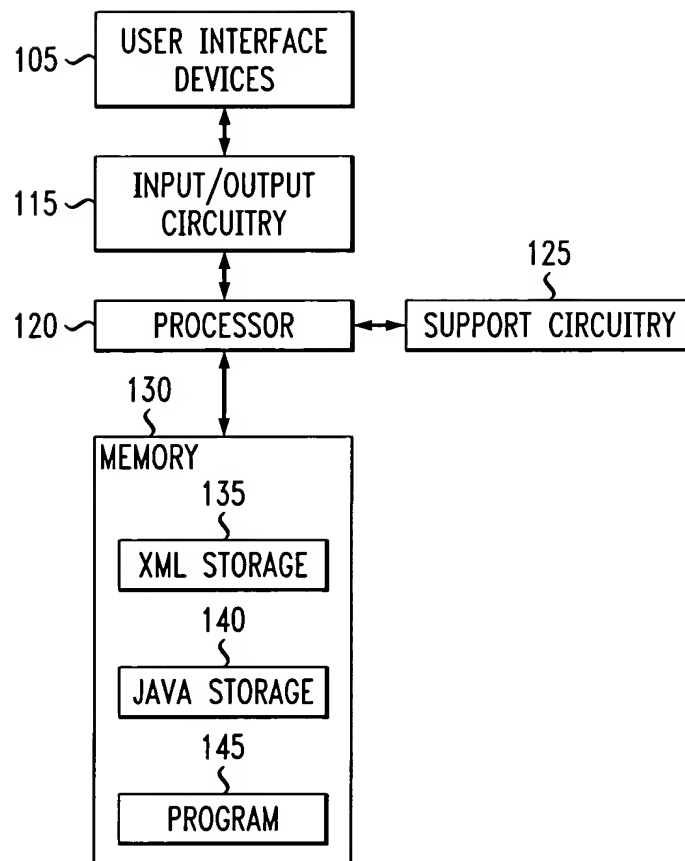 105
USER INTERFACE
DEVICES
115
INPUT/OUTPUT
CIRCUITRY
125
120
PROCESSOR
SUPPORT CIRCUITRY
130
MEMORY
135
XML STORAGE
140
JAVA STORAGE
145
PROGRAM